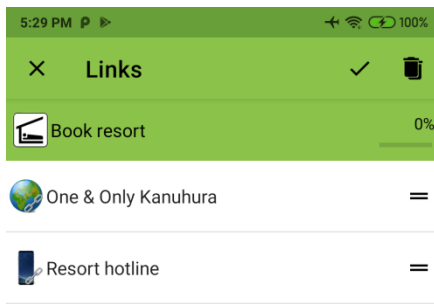 5:29 PM
100%
Links
Book resort
0%
One & Only Kanuhura
Resort hotline